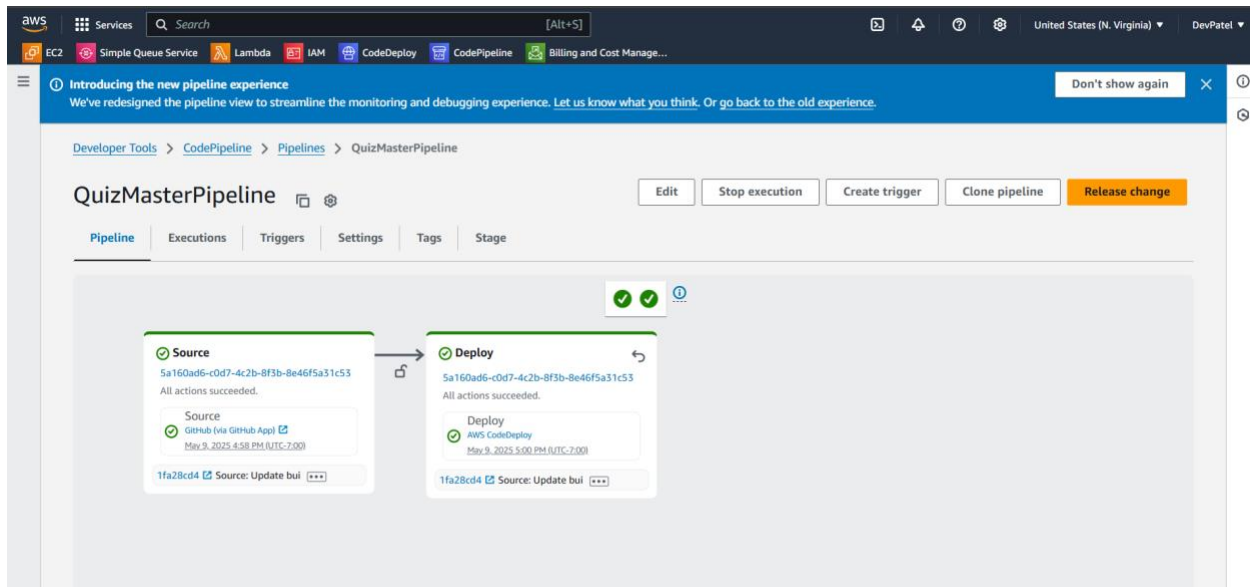 aws Services Search [Alt+S] United States (N. Virginia) ▼ DevPatel ▼
EC2 Simple Queue Service Lambda IAM CodeDeploy CodePipeline Billing and Cost Manage...
Introducing the new pipeline experience
We've redesigned the pipeline view to streamline the monitoring and debugging experience. Let us know what you think. Or go back to the old experience.
Don't show again
Developer Tools > CodePipeline > Pipelines > QuizMasterPipeline
QuizMasterPipeline
Edit Stop execution Create trigger Clone pipeline Release change
Pipeline Executions Triggers Settings Tags Stage
Source
5a160ad6-c0d7-4c2b-8f3b-8e46f5a31c53
All actions succeeded.
Source
GitHub (via GitHub App)
May 9, 2025 4:58 PM (UTC-7:00)
1fa28cd4 Source: Update bui
Deploy
5a160ad6-c0d7-4c2b-8f3b-8e46f5a31c53
All actions succeeded.
Deploy
AWS CodeDeploy
May 9, 2025 5:00 PM (UTC-7:00)
1fa28cd4 Source: Update bui